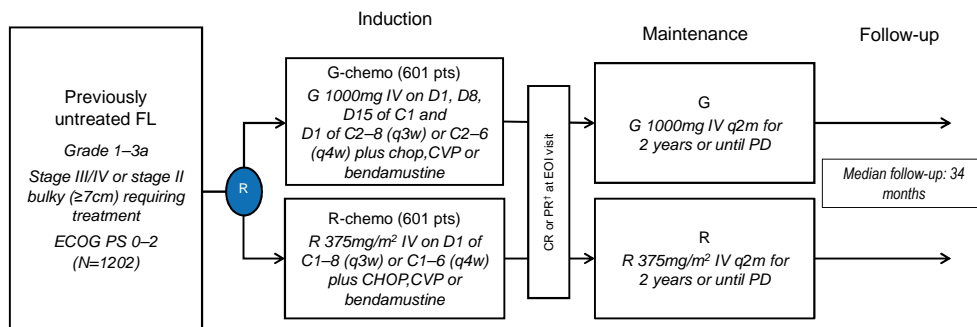 Induction
Maintenance
Follow-up
Previously
untreated FL
Grade 1–3a
Stage III/IV or stage II
bulky (≥7cm) requiring
treatment
ECOG PS 0–2
(N=1202)
R
G-chemo (601 pts)
G 1000mg IV on D1, D8,
D15 of C1 and
D1 of C2–8 (q3w) or C2–6
(q4w) plus chop,CVP or
bendamustine
R-chemo (601 pts)
R 375mg/m² IV on D1 of
C1–8 (q3w) or C1–6 (q4w)
plus CHOP,CVP or
bendamustine
CR or PR† at EOI visit
G
G 1000mg IV q2m for
2 years or until PD
R
R 375mg/m² IV q2m for
2 years or until PD
Median follow-up: 34
months